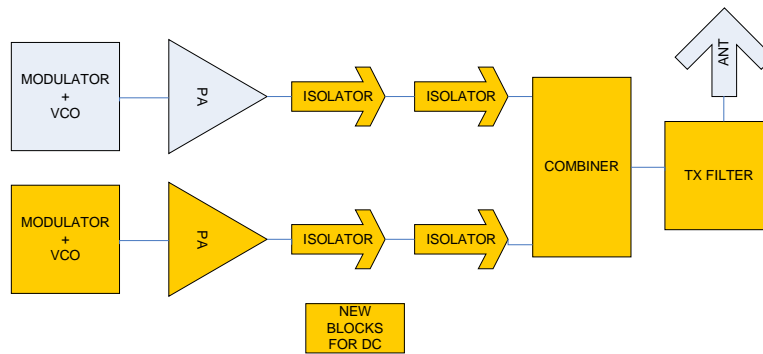 MODULATOR
+
VCO
PA
ISOLATOR
ISOLATOR
COMBINER
TX FILTER
ANT
MODULATOR
+
VCO
PA
ISOLATOR
ISOLATOR
NEW
BLOCKS
FOR DC